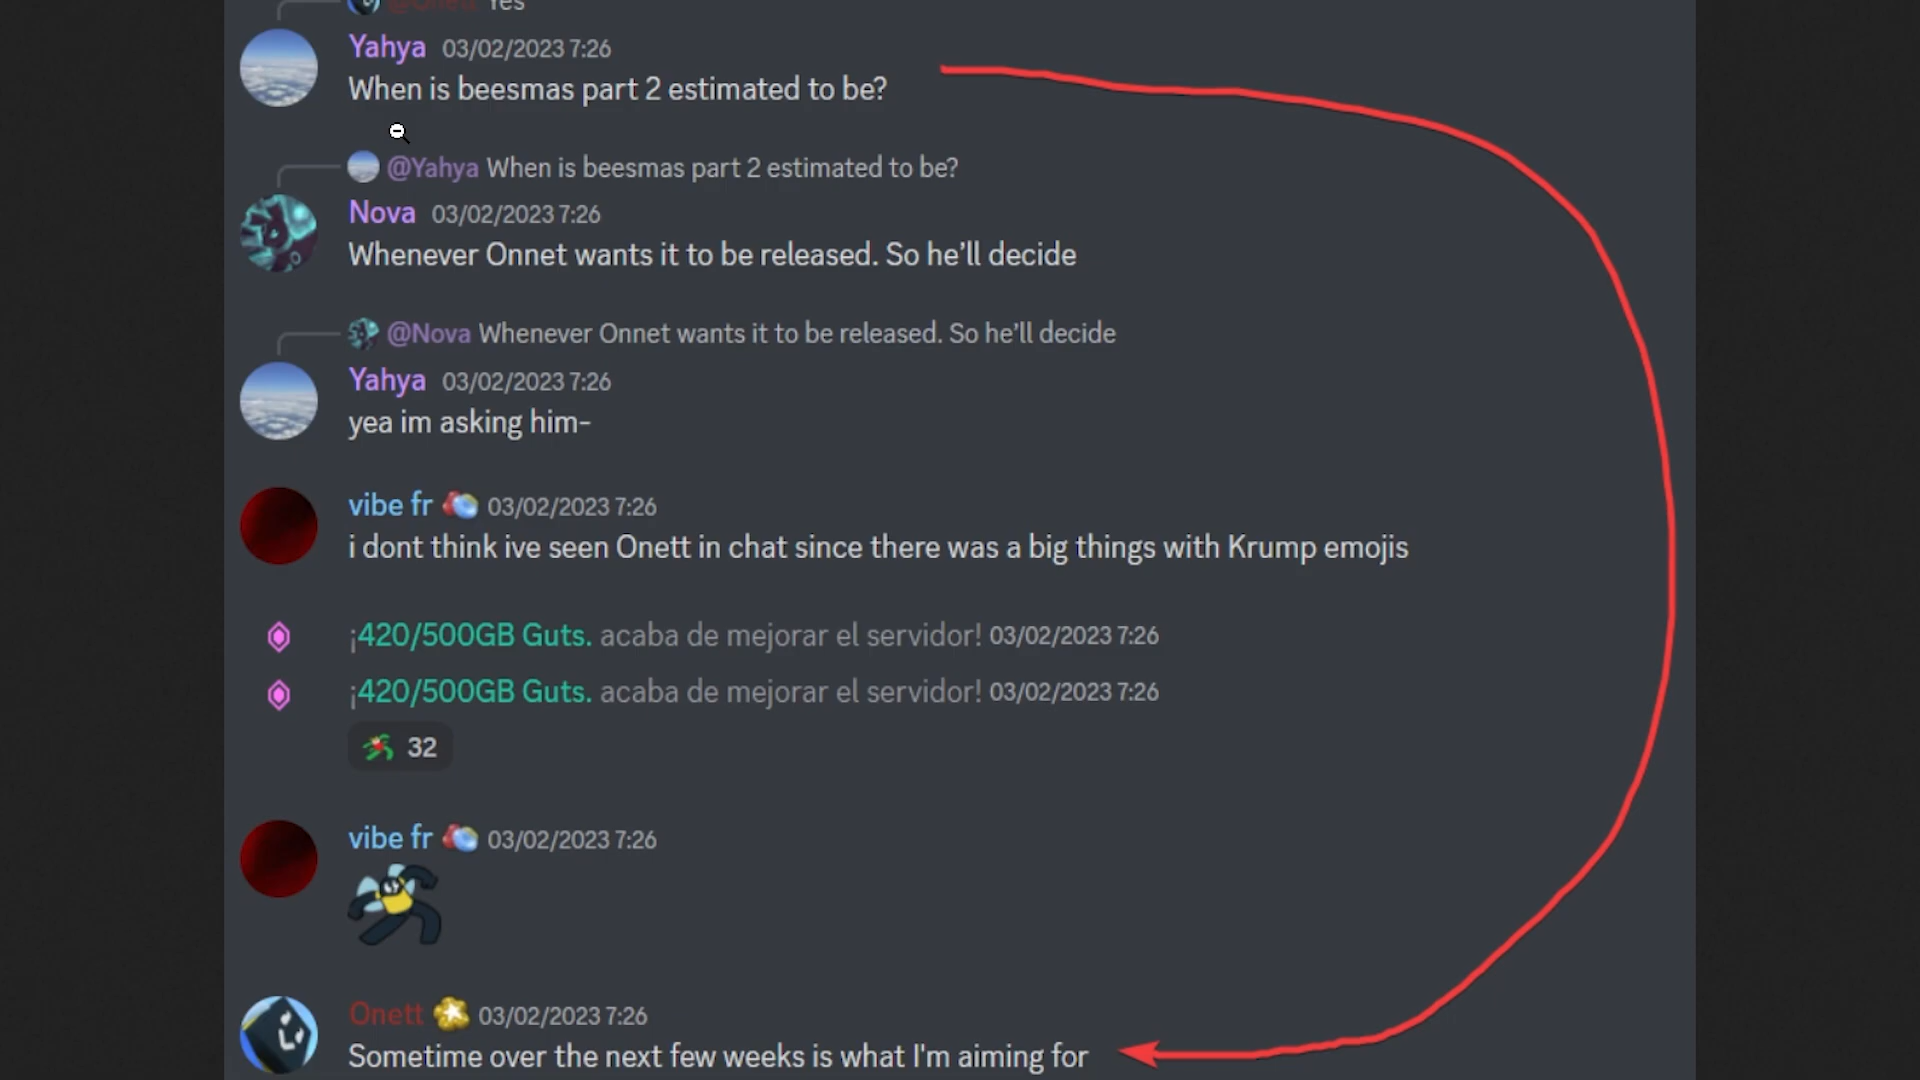 @Onett Yes
Yahya 03/02/2023 7:26
When is beesmas part 2 estimated to be?
@Yahya When is beesmas part 2 estimated to be?
Nova 03/02/2023 7:26
Whenever Onnet wants it to be released. So he’ll decide
@Nova Whenever Onnet wants it to be released. So he’ll decide
Yahya 03/02/2023 7:26
yea im asking him-
vibe fr 03/02/2023 7:26
i dont think ive seen Onett in chat since there was a big things with Krump emojis
¡420/500GB Guts. acaba de mejorar el servidor! 03/02/2023 7:26
¡420/500GB Guts. acaba de mejorar el servidor! 03/02/2023 7:26
32
vibe fr 03/02/2023 7:26
Onett 03/02/2023 7:26
Sometime over the next few weeks is what I'm aiming for